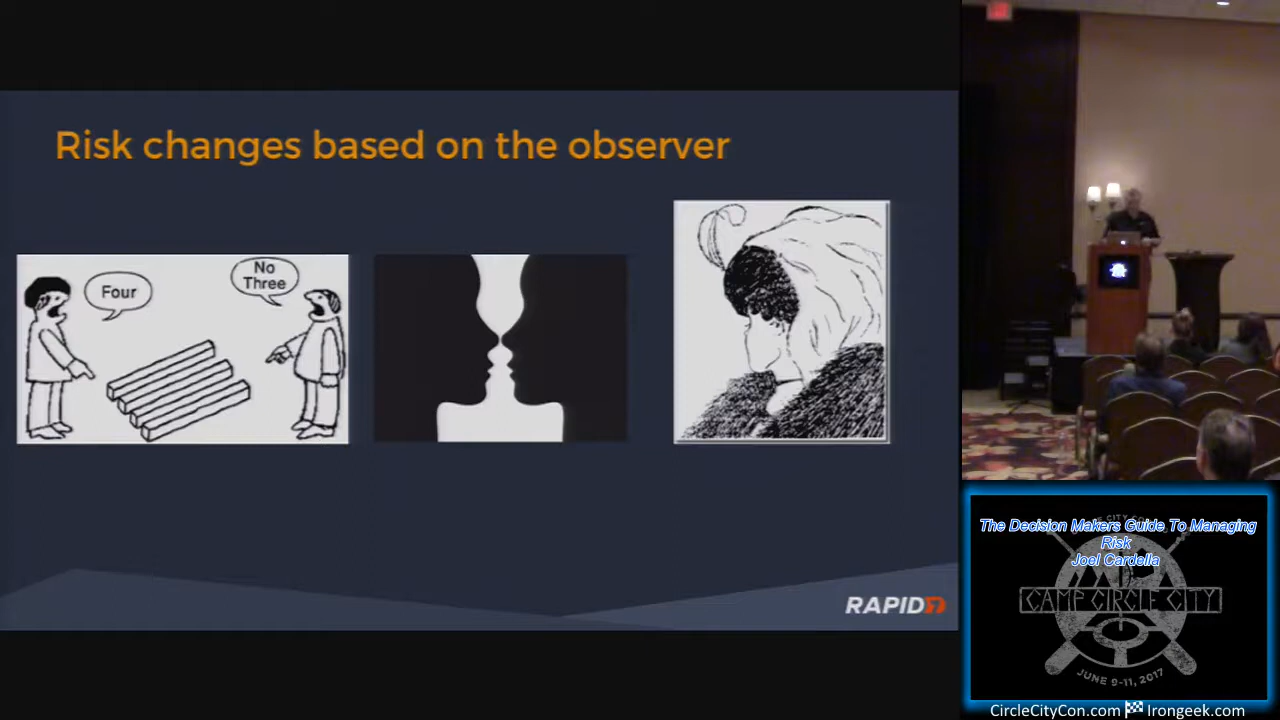 Risk changes based on the observer
Four
No
Three
RAPID7
The Decision Makers Guide To Managing
Risk
Joel Cardella
CAMP CIRCLE CITY
JUNE 9-11, 2017
CircleCityCon.com Irongeek.com